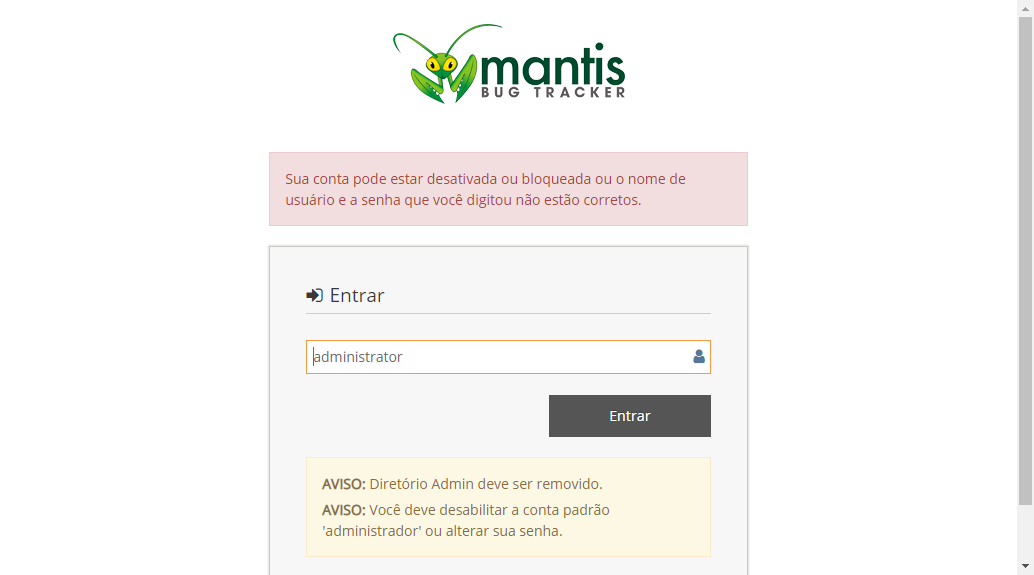 mantis
BUG TRACKER
Sua conta pode estar desativada ou bloqueada ou o nome de
usuário e a senha que você digitou não estão corretos.
Entrar
administrator
Entrar
AVISO: Diretório Admin deve ser removido.
AVISO: Você deve desabilitar a conta padrão
'administrador' ou alterar sua senha.